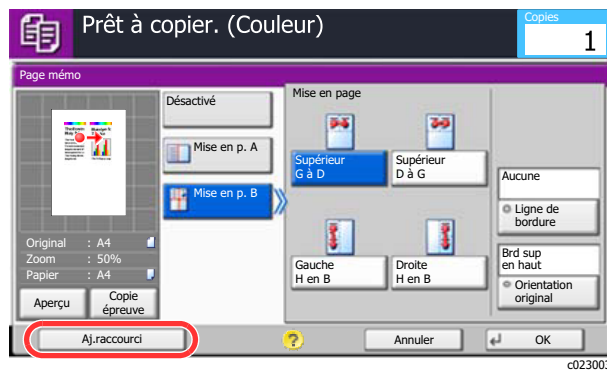 Prêt à copier. (Couleur)
Copies
1
Page mémo
Désactivé
Mise en p. A
Mise en p. B
Mise en page
Supérieur
G à D
Supérieur
D à G
Gauche
H en B
Droite
H en B
Aucune
Ligne de
bordure
Brd sup
en haut
Orientation
original
Original : A4
Zoom : 50%
Papier : A4
Aperçu
Copie
épreuve
Aj.raccourci
?
Annuler
OK